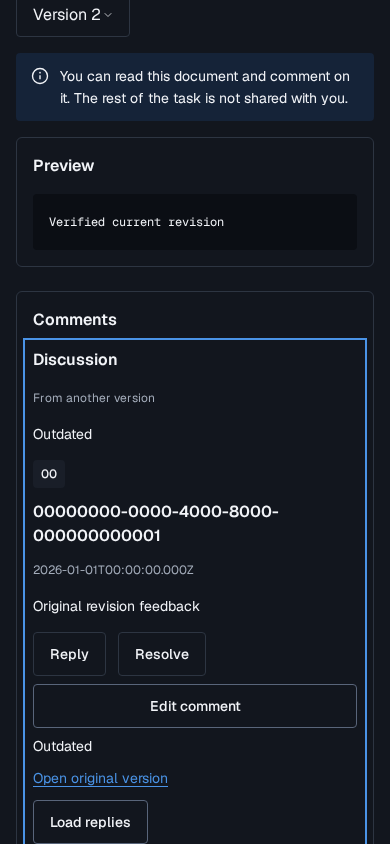 Version 2
You can read this document and comment on
it. The rest of the task is not shared with you.
Preview
Verified current revision
Comments
Discussion
From another version
Outdated
00
00000000-0000-4000-8000-
000000000001
2026-01-01T00:00:00.000Z
Original revision feedback
Reply Resolve
Edit comment
Outdated
Open original version
Load replies